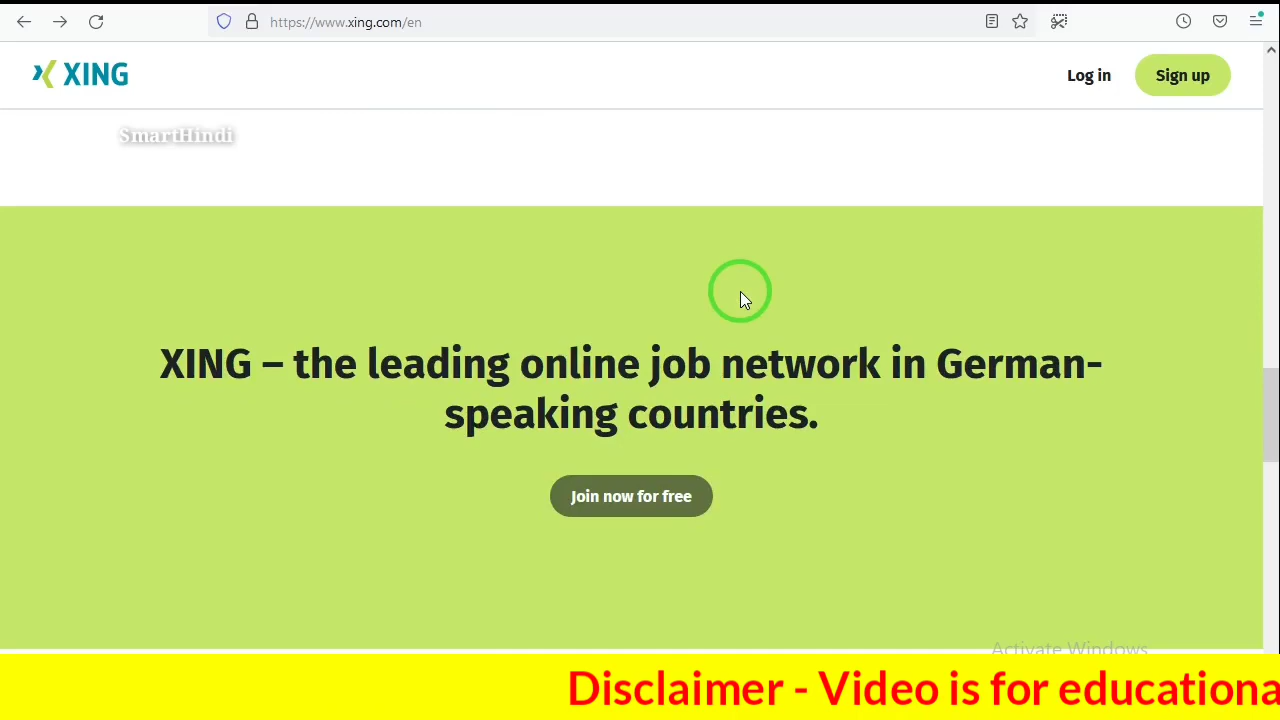 https://www.xing.com/en
XING
Log in
Sign up
SmartHindi
XING – the leading online job network in German-
speaking countries.
Join now for free
Activate Windows
Disclaimer - Video is for educationa